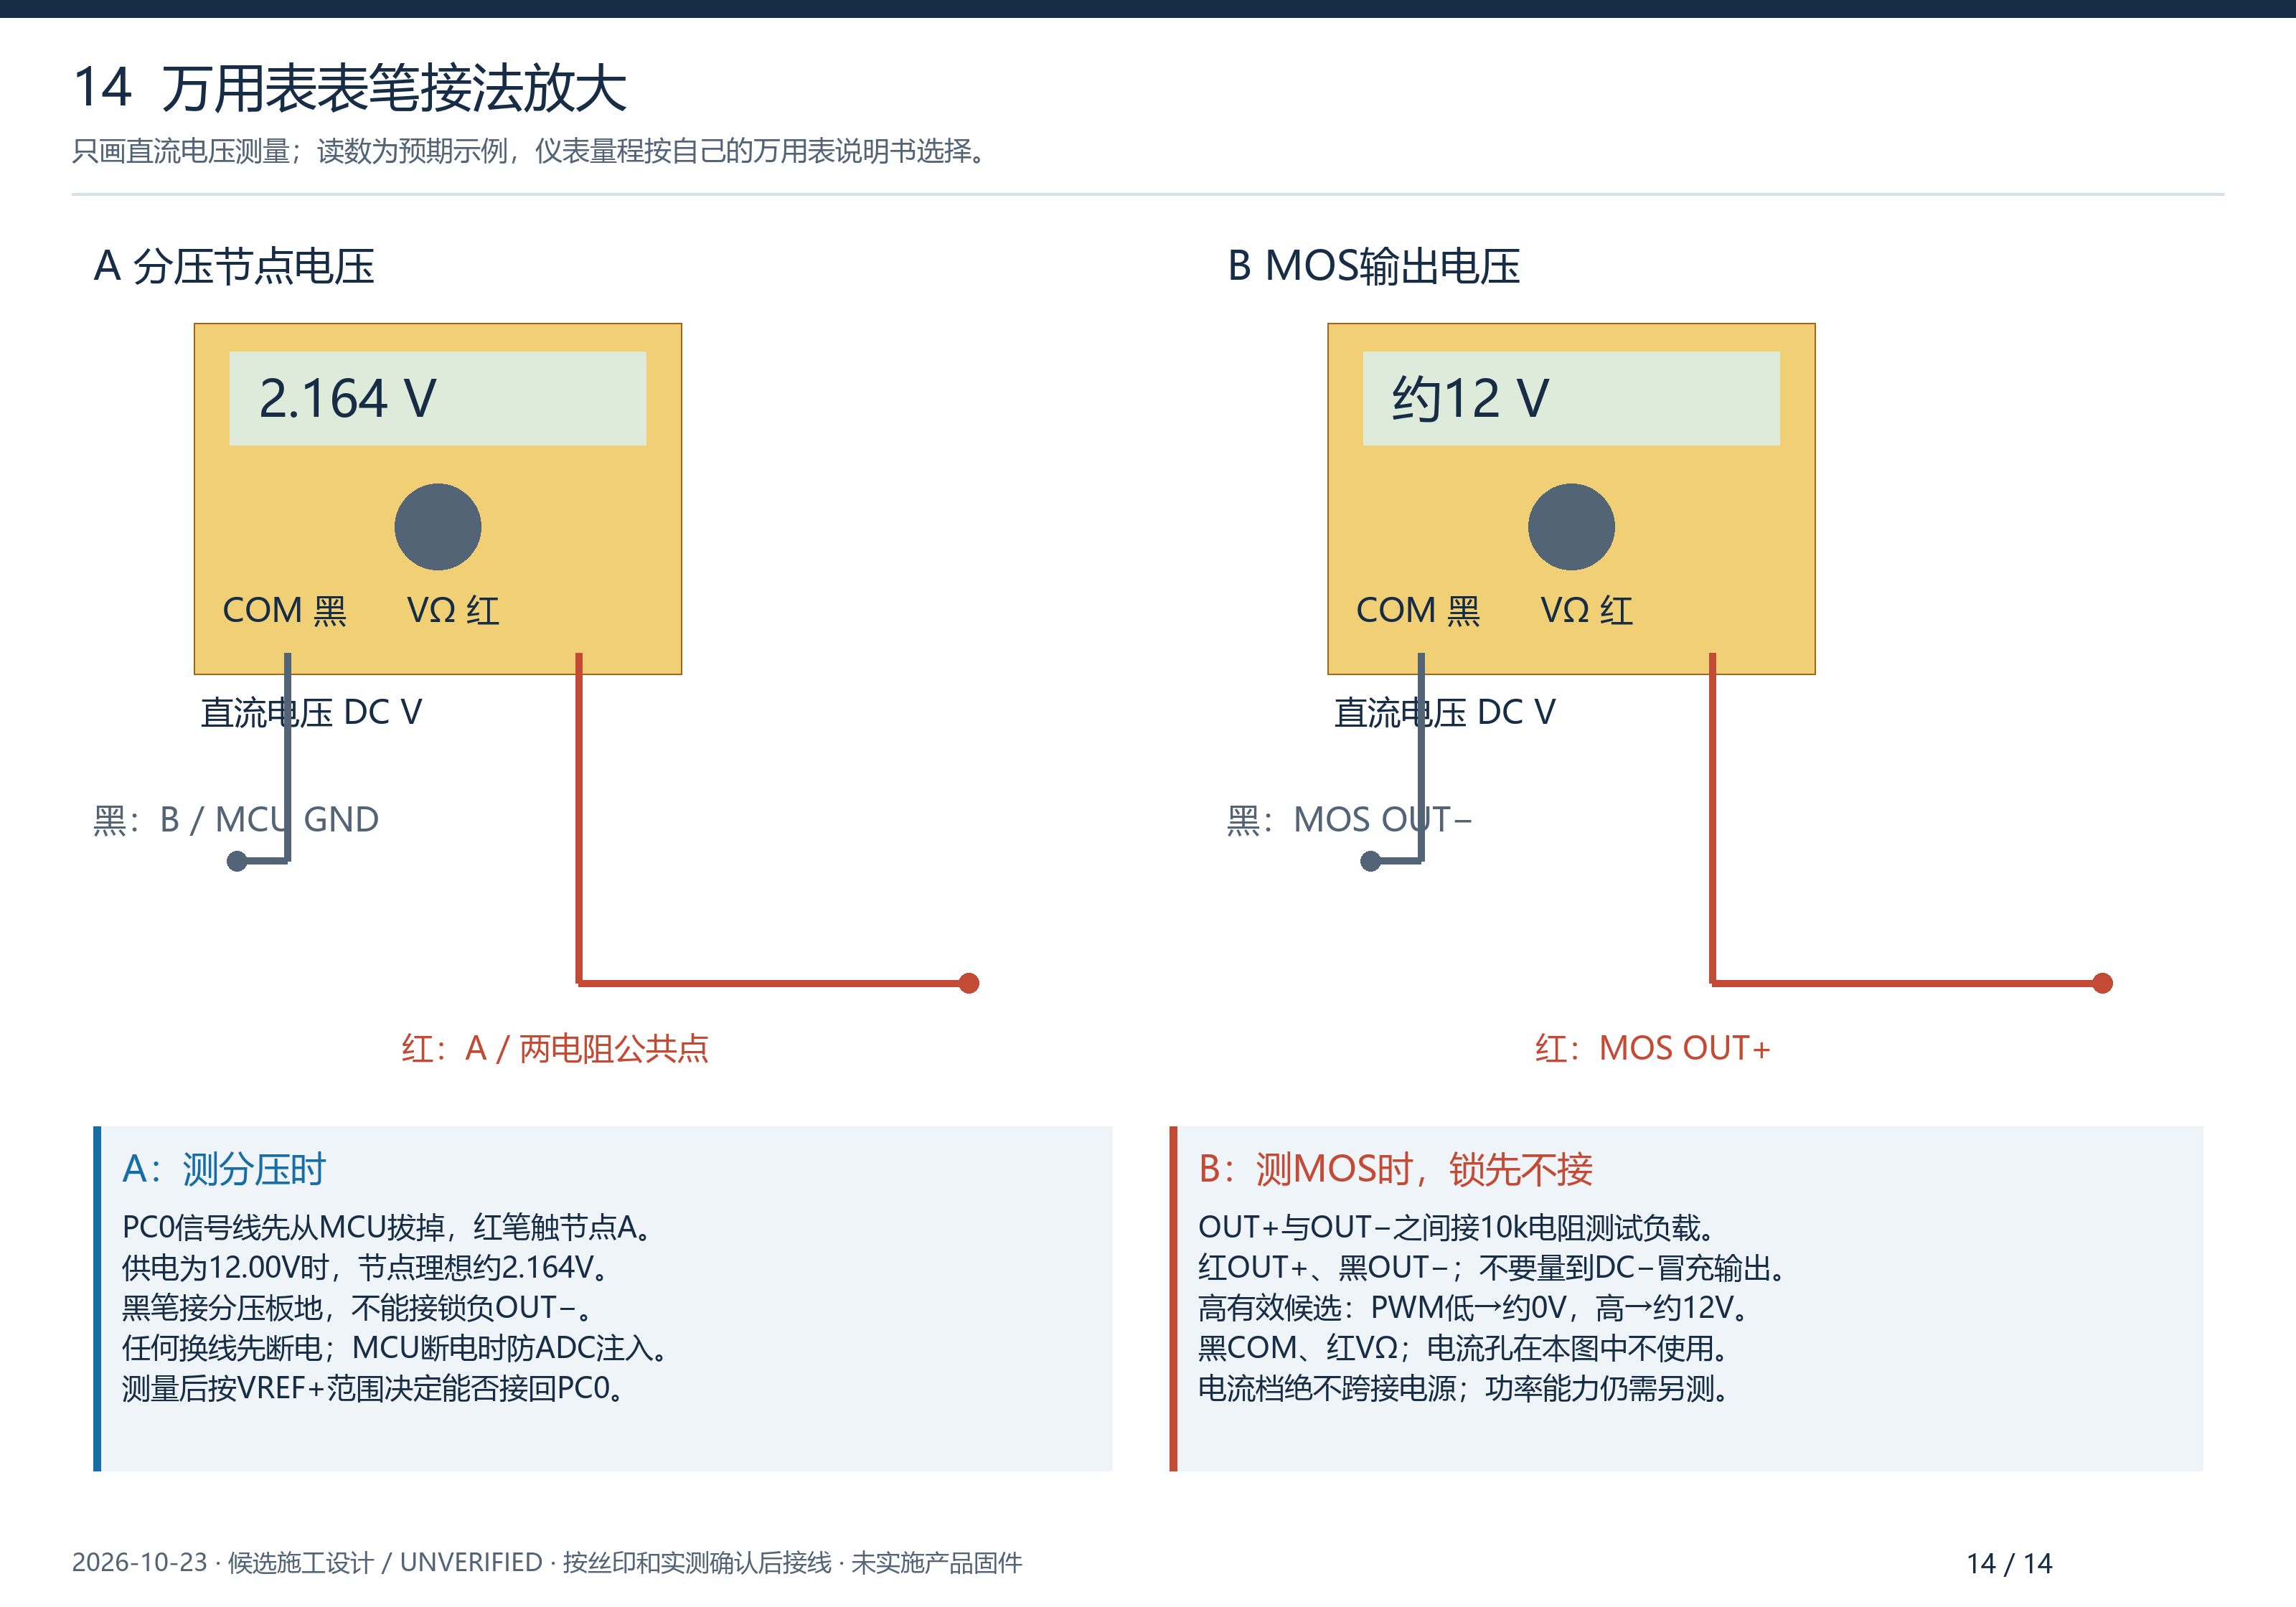 14 万用表表笔接法放大
只画直流电压测量；读数为预期示例，仪表量程按自己的万用表说明书选择。
A 分压节点电压
2.164 V
COM 黑 VΩ 红
直流电压 DC V
黑：B / MCU GND
红：A / 两电阻公共点
B MOS输出电压
约12 V
COM 黑 VΩ 红
直流电压 DC V
黑：MOS OUT−
红：MOS OUT+
A：测分压时
PC0信号线先从MCU拔掉，红笔触节点A。
供电为12.00V时，节点理想约2.164V。
黑笔接分压板地，不能接锁负OUT−。
任何换线先断电；MCU断电时防ADC注入。
测量后按VREF+范围决定能否接回PC0。
B：测MOS时，锁先不接
OUT+与OUT−之间接10k电阻测试负载。
红OUT+、黑OUT−；不要量到DC−冒充输出。
高有效候选：PWM低→约0V，高→约12V。
黑COM、红VΩ；电流孔在本图中不使用。
电流档绝不跨接电源；功率能力仍需另测。
2026-10-23 · 候选施工设计 / UNVERIFIED · 按丝印和实测确认后接线 · 未实施产品固件
14 / 14